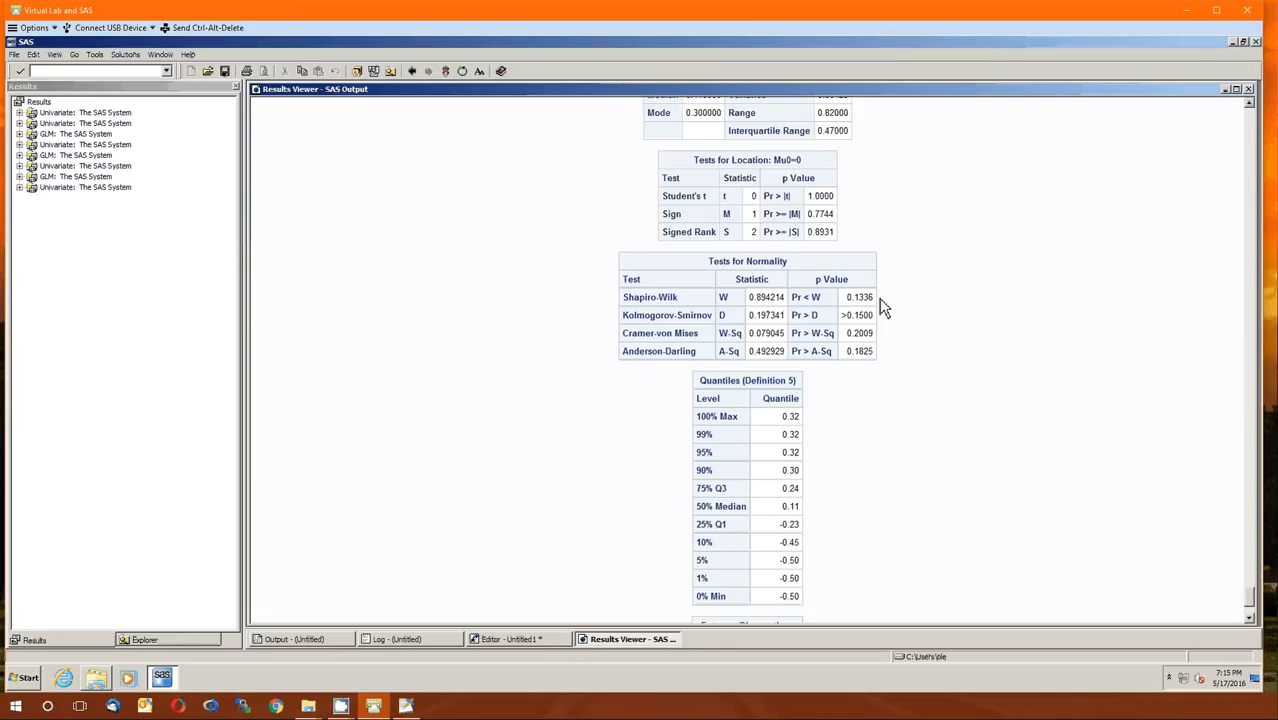 Virtual Lab and SAS
Options Connect USB Device Send Ctrl-Alt-Delete
SAS
File Edit View Go Tools Solutions Window Help
Results
Results
Univariate: The SAS System
Univariate: The SAS System
GLM: The SAS System
Univariate: The SAS System
GLM: The SAS System
Univariate: The SAS System
GLM: The SAS System
Univariate: The SAS System
Results Viewer - SAS Output
Mode 0.300000 Range 0.82000
Interquartile Range 0.47000
Tests for Location: Mu0=0
Test Statistic p Value
Student's t t 0 Pr > |t| 1.0000
Sign M 1 Pr >= |M| 0.7744
Signed Rank S 2 Pr >= |S| 0.8931
Tests for Normality
Test Statistic p Value
Shapiro-Wilk W 0.894214 Pr < W 0.1336
Kolmogorov-Smirnov D 0.197341 Pr > D >0.1500
Cramer-von Mises W-Sq 0.079045 Pr > W-Sq 0.2009
Anderson-Darling A-Sq 0.492929 Pr > A-Sq 0.1825
Quantiles (Definition 5)
Level Quantile
100% Max 0.32
99% 0.32
95% 0.32
90% 0.30
75% Q3 0.24
50% Median 0.11
25% Q1 -0.23
10% -0.45
5% -0.50
1% -0.50
0% Min -0.50
Results Explorer
Output - (Untitled) Log - (Untitled) Editor - Untitled1 * Results Viewer - SAS ...
C:\Users\ple
Start
7:15 PM
5/17/2016